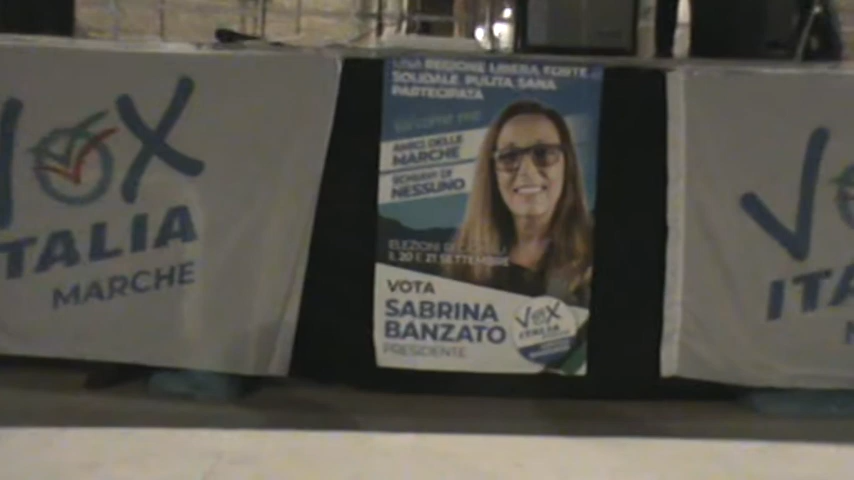 VOX
ITALIA
MARCHE
UNA REGIONE LIBERA, FORTE
SOLIDALE, PULITA, SANA
PARTECIPATA
AMICI DELLE
MARCHE
SCHIAVI DI
NESSUNO
ELEZIONI REGIONALI
IL 20 E 21 SETTEMBRE
VOTA
SABRINA
BANZATO
PRESIDENTE
VOX
ITALIA
V
ITA
M